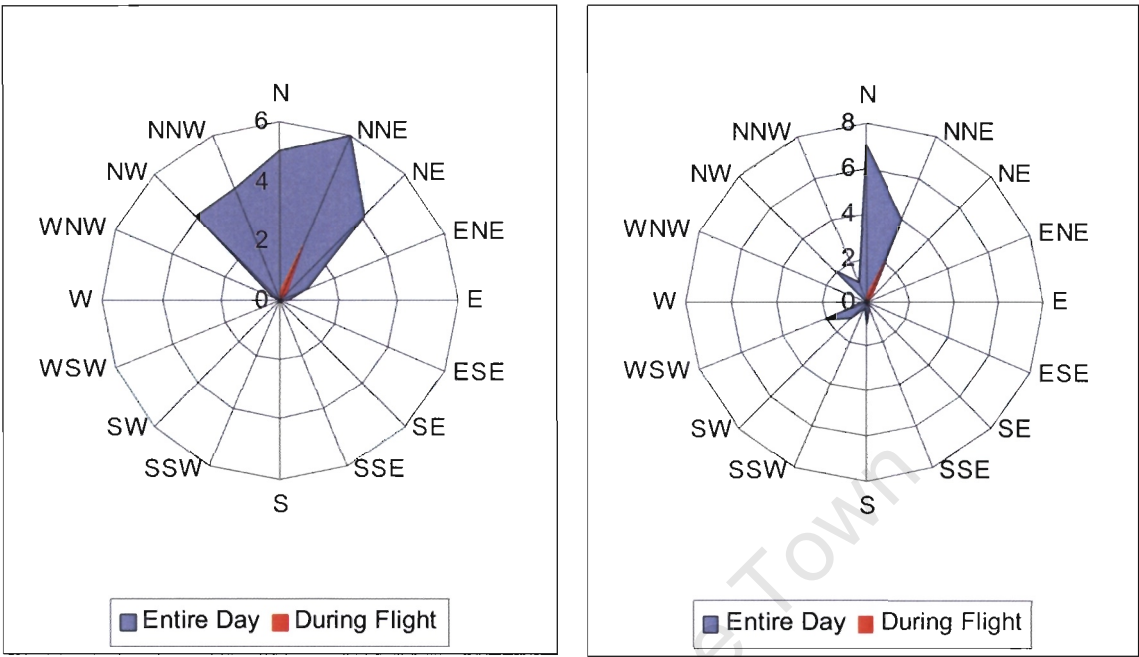 N
NNW
6
NNE
NW
4
NE
WNW
2
ENE
W
0
E
WSW
ESE
SW
SE
SSW
SSE
S
Entire Day
During Flight
N
NNW
8
NNE
NW
6
NE
4
WNW
2
ENE
W
0
E
WSW
ESE
SW
SE
SSW
SSE
S
Entire Day
During Flight
Town